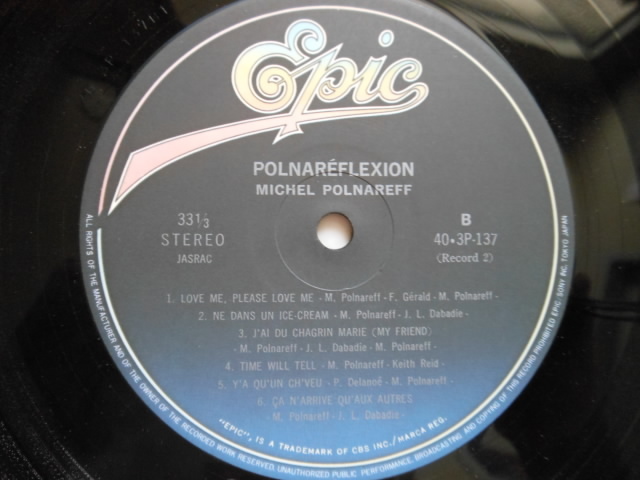 Epic
POLNARÉFLEXION
MICHEL POLNAREFF
33 1/3
STEREO
JASRAC
B
40•3P-137
(Record 2)
1. LOVE ME, PLEASE LOVE ME - M. Polnareff - F. Gérald - M. Polnareff -
2. NE DANS UN ICE-CREAM - M. Polnareff - J. L. Dabadie -
3. J'AI DU CHAGRIN MARIE (MY FRIEND)
- M. Polnareff - J. L. Dabadie - M. Polnareff -
4. TIME WILL TELL - M. Polnareff - Keith Reid -
5. Y'A QU'UN CH'VEU - P. Delanoë - M. Polnareff -
6. ÇA N'ARRIVE QU'AUX AUTRES
- M. Polnareff - J. L. Dabadie -
"EPIC", IS A TRADEMARK OF CBS INC./MARCA REG.
ALL RIGHTS OF THE MANUFACTURER AND OF THE OWNER OF THE RECORDED WORK RESERVED. UNAUTHORIZED PUBLIC PERFORMANCE, BROADCASTING AND COPYING OF THIS RECORD PROHIBITED EPIC SONY INC. TOKYO JAPAN